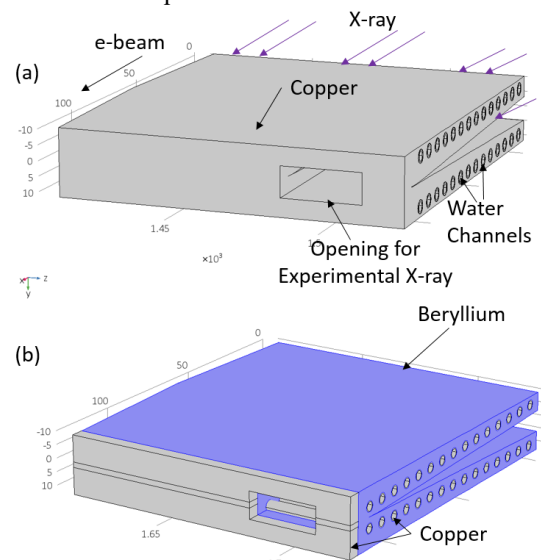 X-ray
e-beam
(a)
0
50
100
Copper
-10
-5
0
5
10
1.45
×10³
Water
Channels
Opening for
Experimental X-ray
x
z
y
Beryllium
(b)
0
50
100
-10
-5
0
5
10
1.65
Copper